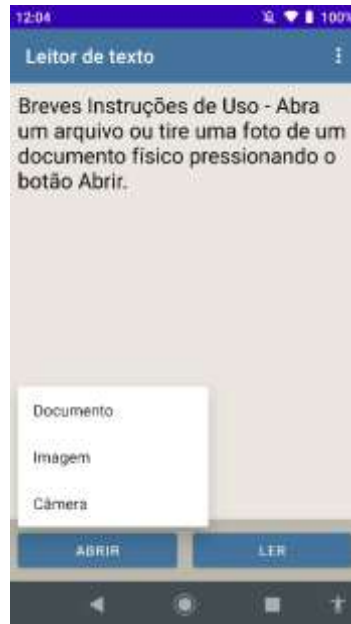 12:04
100%
Leitor de texto
Breves Instruções de Uso - Abra
um arquivo ou tire uma foto de um
documento físico pressionando o
botão Abrir.
Documento
Imagem
Câmera
ABRIR
LER